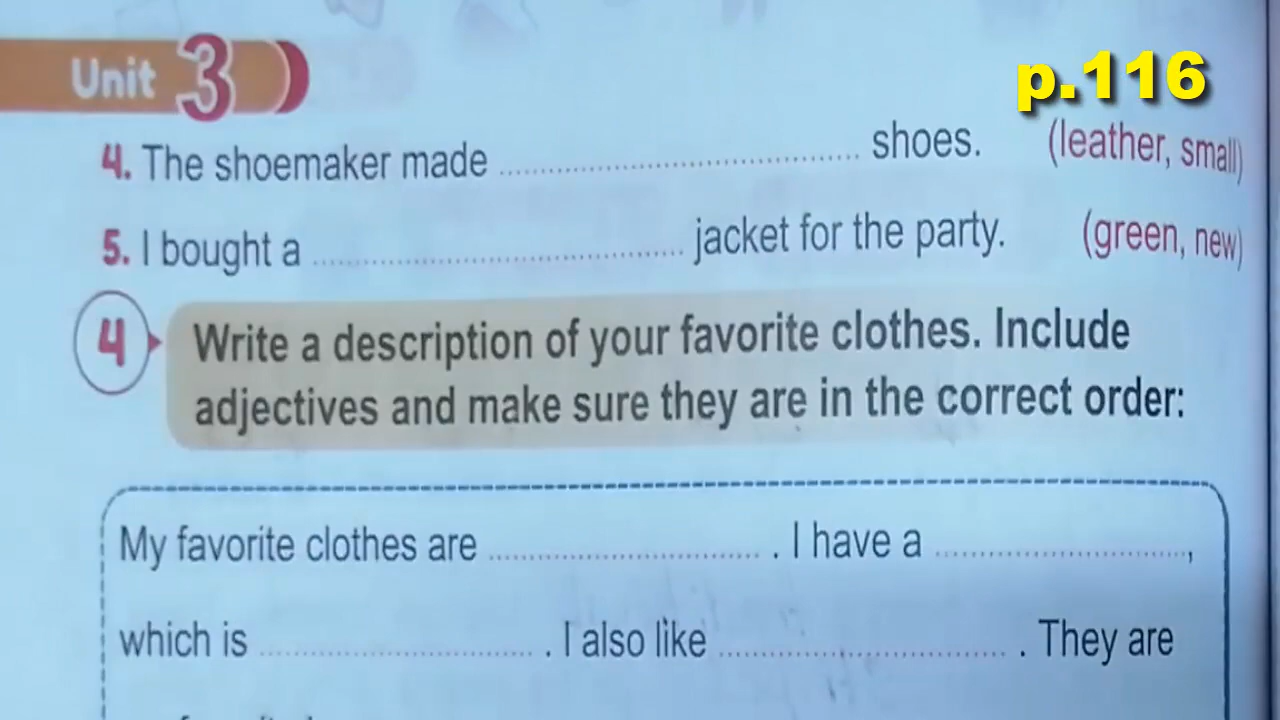 Unit 3
p.116
4. The shoemaker made ........................ shoes. (leather, small)
5. I bought a ........................ jacket for the party. (green, new)
4 Write a description of your favorite clothes. Include
adjectives and make sure they are in the correct order:
My favorite clothes are ........................ . I have a ........................,
which is ........................ . I also like ........................ . They are